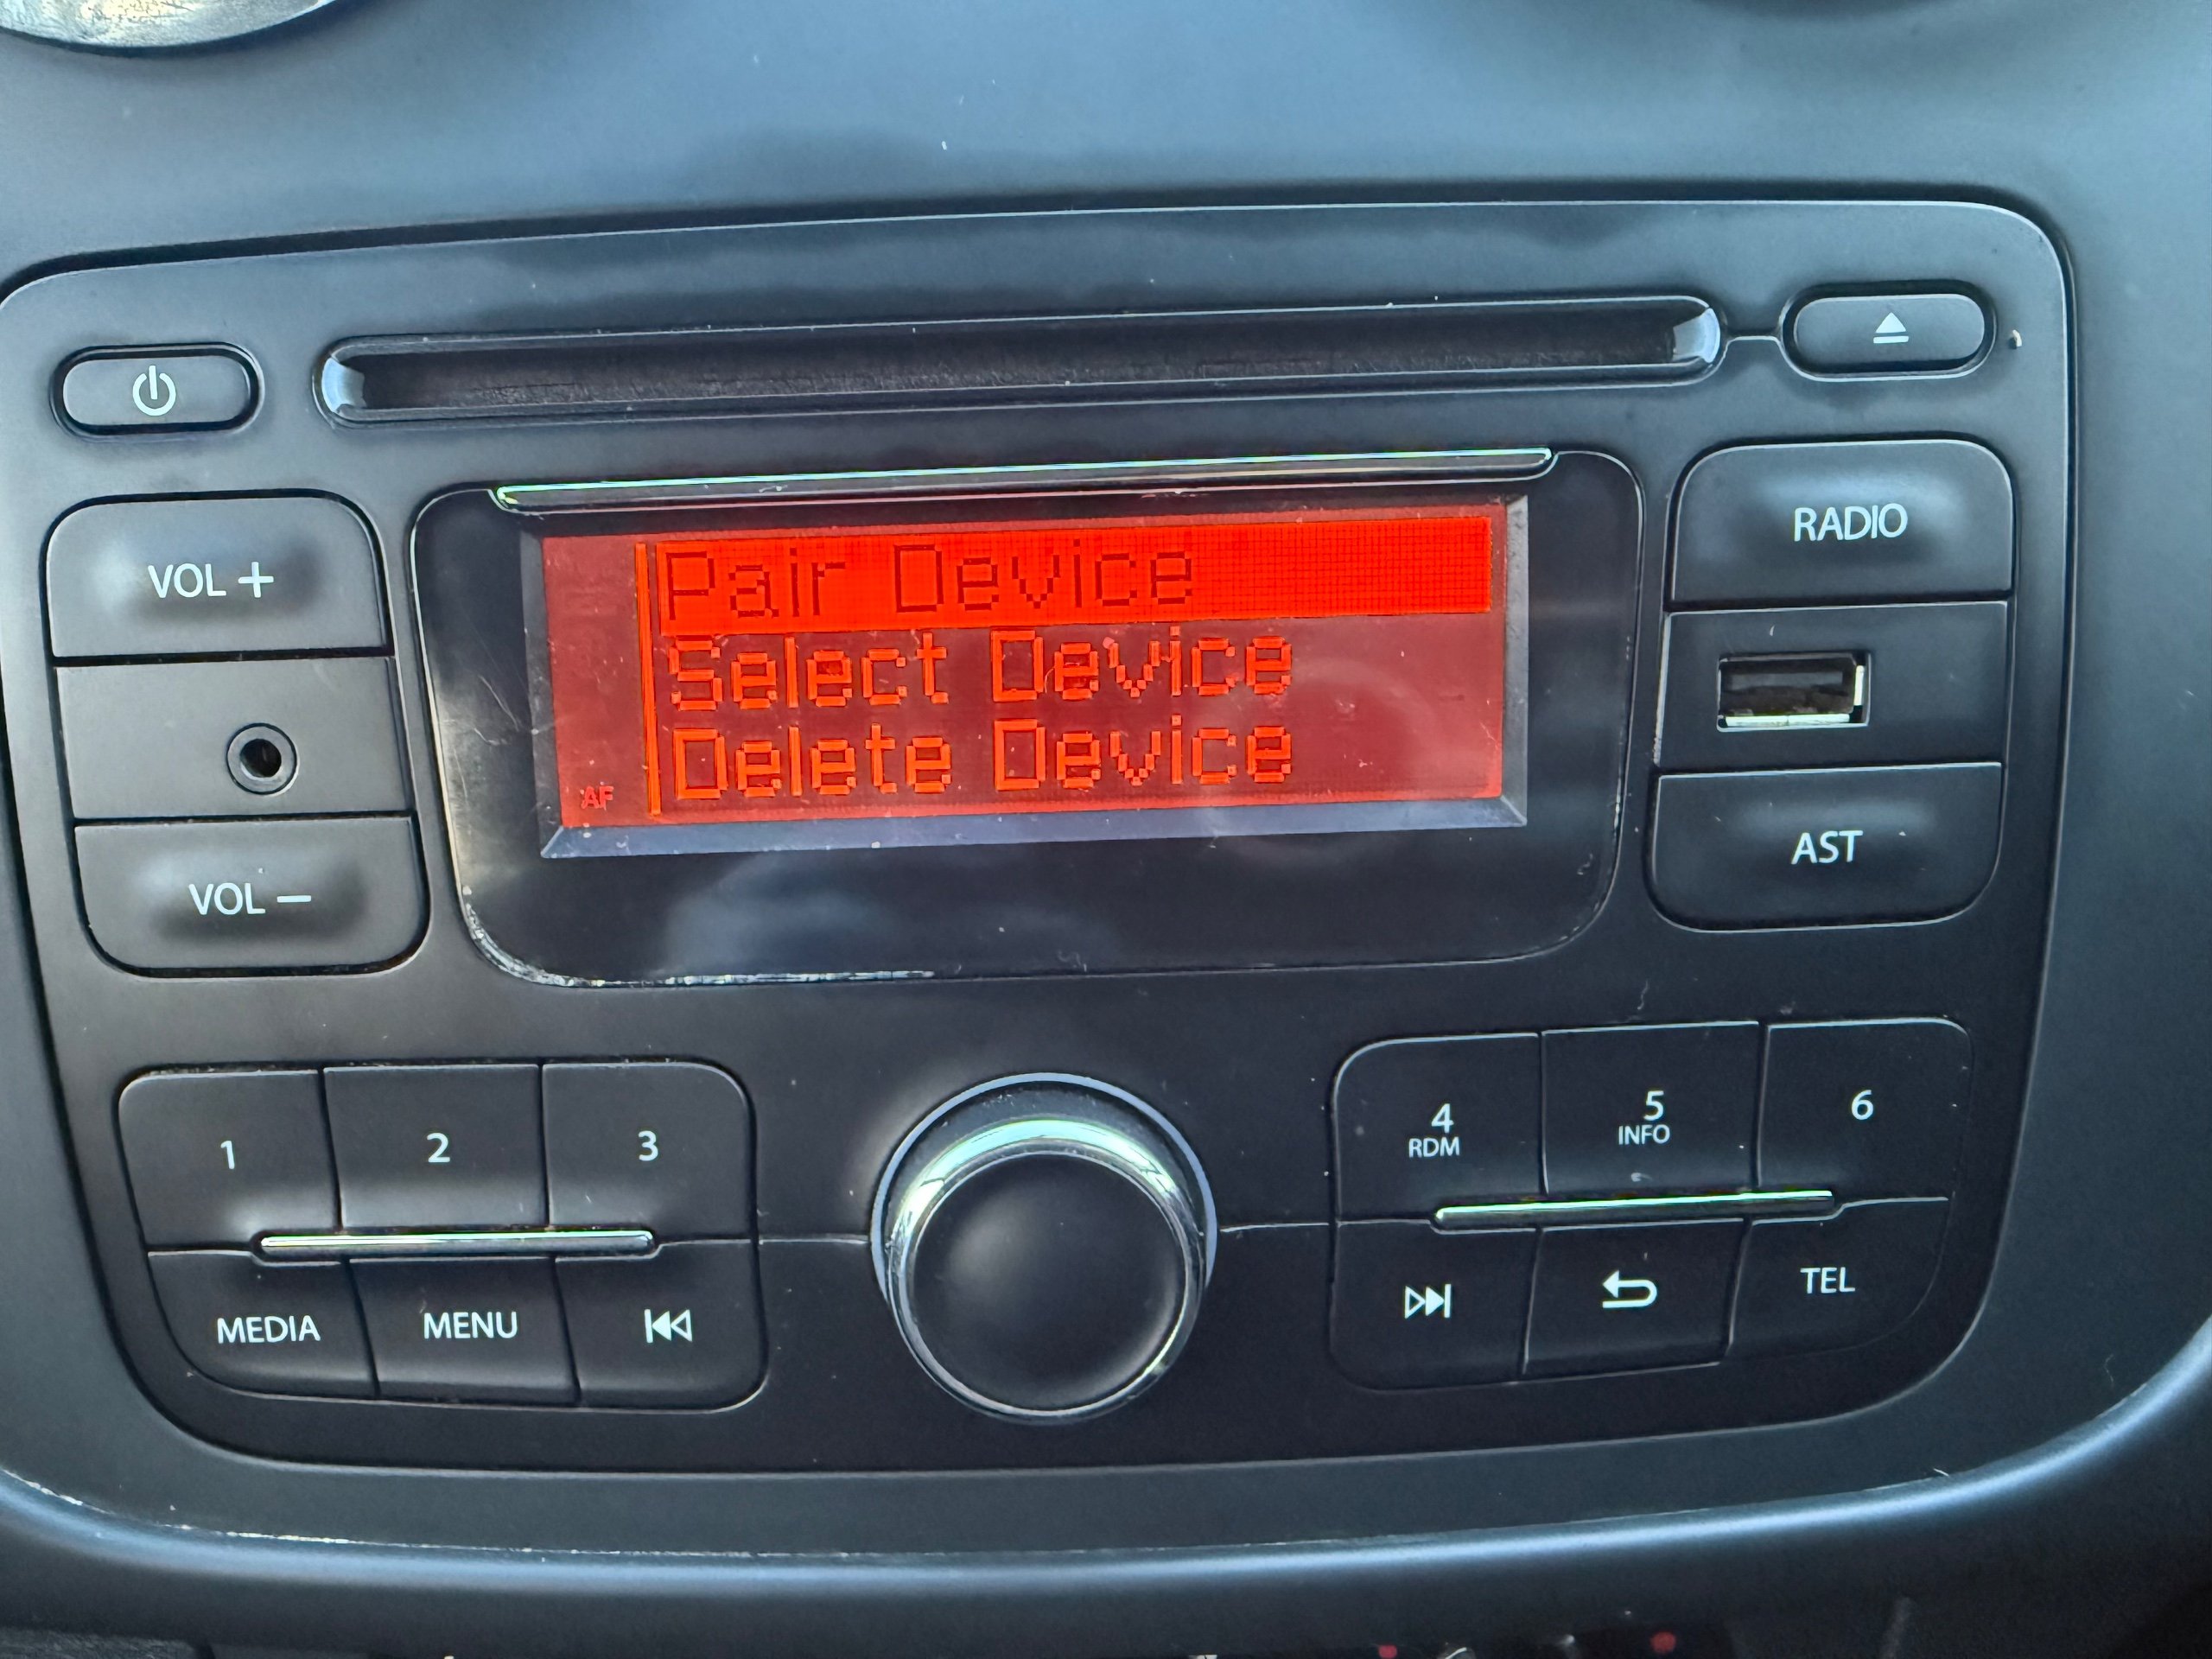 VOL +
VOL −
Pair Device
Select Device
Delete Device
AF
RADIO
AST
1
2
3
MEDIA
MENU
4
RDM
5
INFO
6
TEL